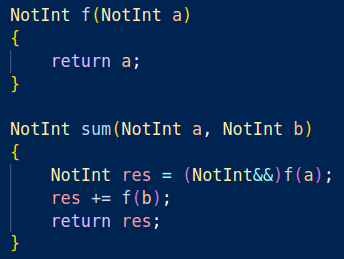 NotInt f(NotInt a)
{
    return a;
}

NotInt sum(NotInt a, NotInt b)
{
    NotInt res = (NotInt&&)f(a);
    res += f(b);
    return res;
}